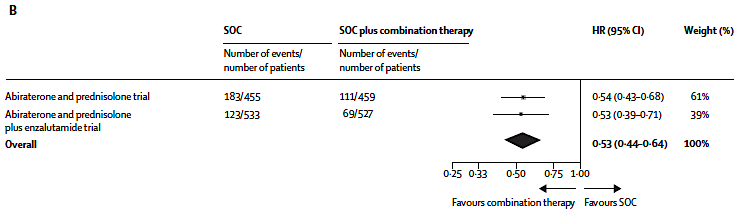 B
SOC SOC plus combination therapy HR (95% CI) Weight (%)
Number of events/ Number of events/
number of patients number of patients
Abiraterone and prednisolone trial 183/455 111/459 0·54 (0·43–0·68) 61%
Abiraterone and prednisolone 123/533 69/527 0·53 (0·39–0·71) 39%
plus enzalutamide trial
Overall 0·53 (0·44–0·64) 100%
0·25 0·33 0·50 0·75 1·00
Favours combination therapy Favours SOC